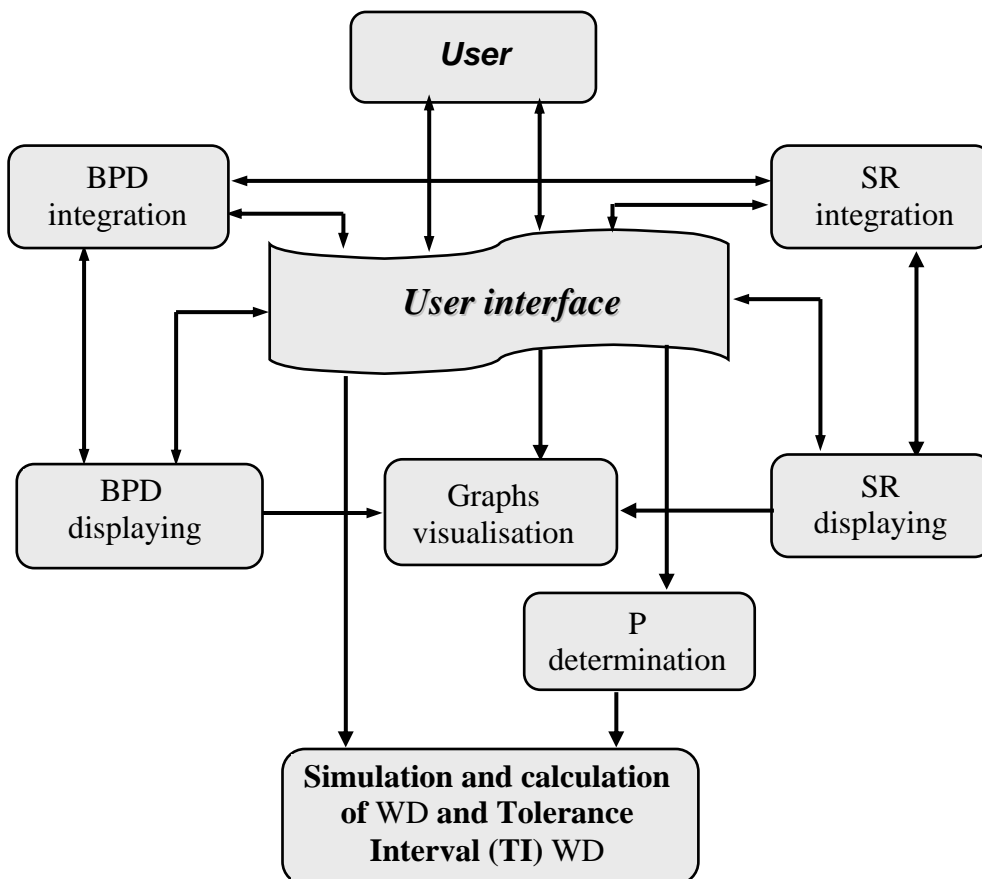 User
BPD
integration
SR
integration
User interface
BPD
displaying
Graphs
visualisation
SR
displaying
P
determination
Simulation and calculation
of WD and Tolerance
Interval (TI) WD